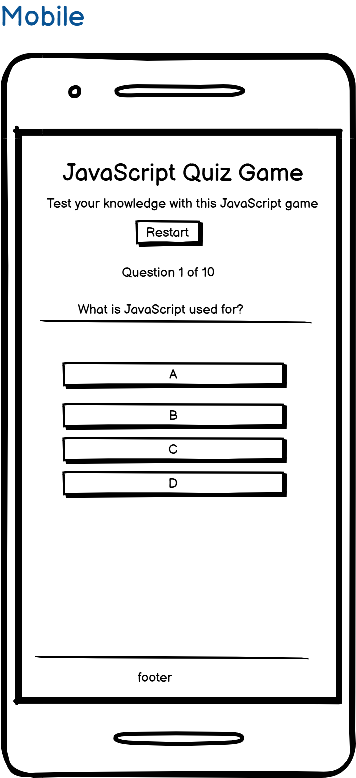 Mobile
JavaScript Quiz Game
Test your knowledge with this JavaScript game
Restart
Question 1 of 10
What is JavaScript used for?
A
B
C
D
footer